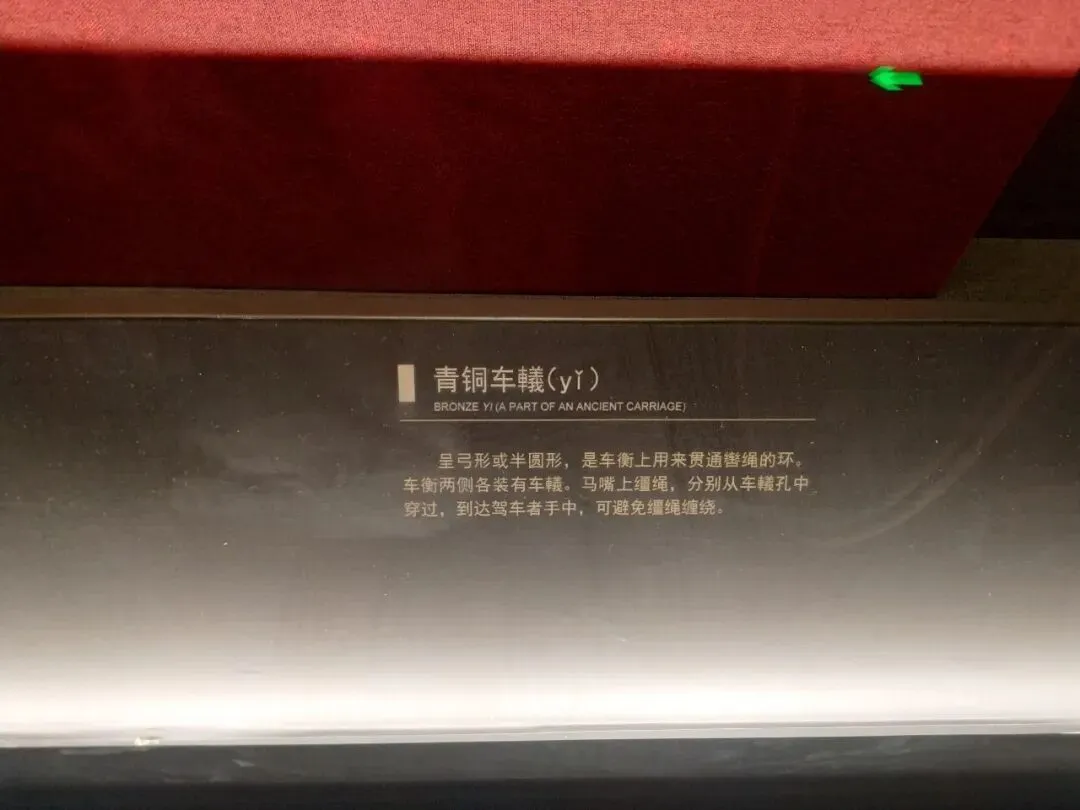 青铜车轙(yǐ)
BRONZE YI (A PART OF AN ANCIENT CARRIAGE)
呈弓形或半圆形，是车衡上用来贯通辔绳的环。
车衡两侧各装有车轙。马嘴上缰绳，分别从车轙孔中
穿过，到达驾车者手中，可避免缰绳缠绕。